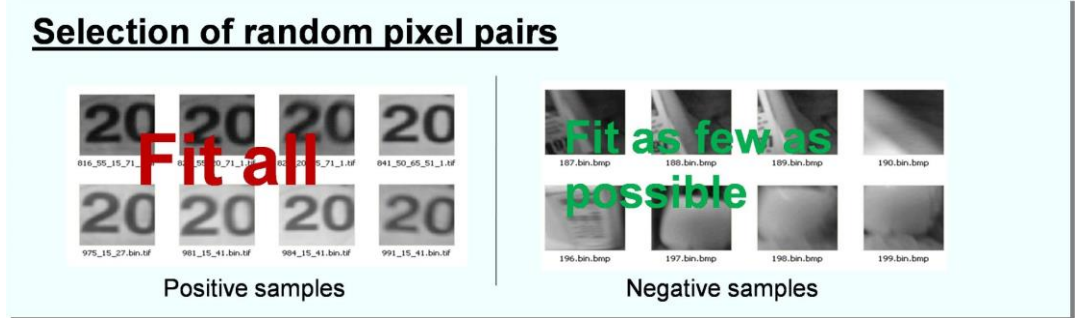 Selection of random pixel pairs
20 20 20 20
Fit all
841_50_65_51_1.tif
20 20 20 20
975_15_27.bin.tif 981_15_41.bin.tif 984_15_41.bin.tif 991_15_41.bin.tif
Positive samples
Fit as few as
possible
187.bin.bmp 188.bin.bmp 189.bin.bmp 190.bin.bmp
196.bin.bmp 197.bin.bmp 198.bin.bmp 199.bin.bmp
Negative samples